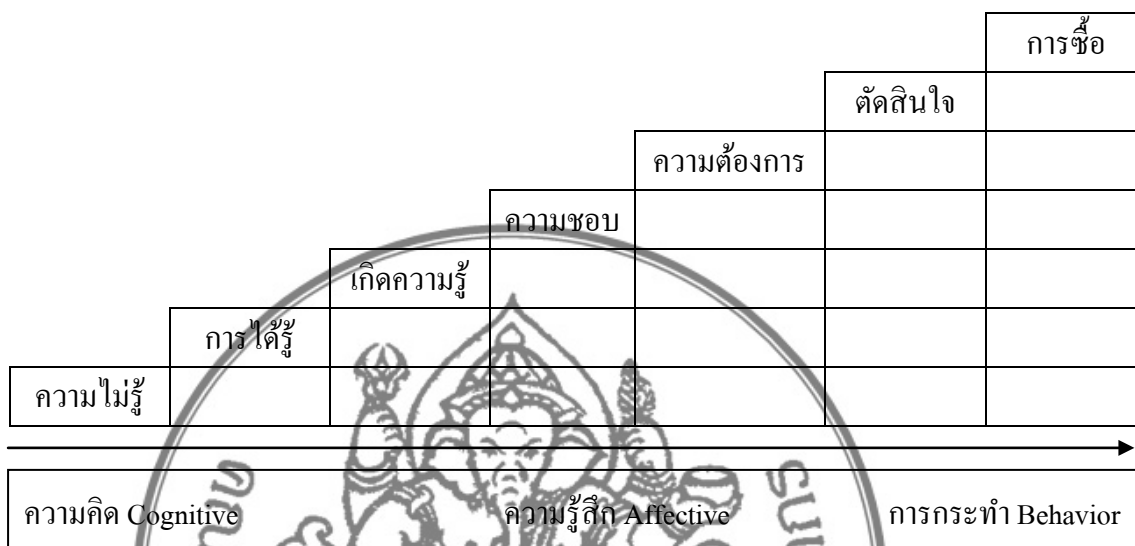 การซื้อ
ตัดสินใจ
ความต้องการ
ความชอบ
เกิดความรู้
การได้รู้
ความไม่รู้
ความคิด Cognitive ความรู้สึก Affective การกระทำ Behavior